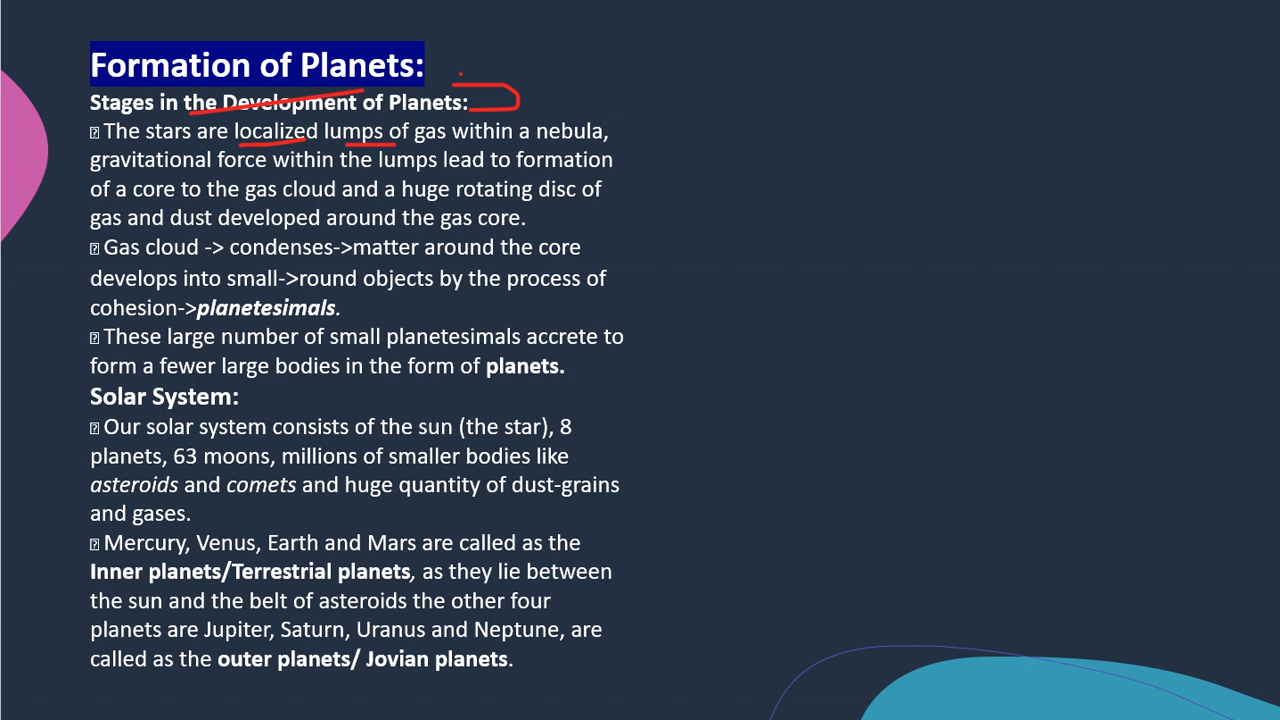 Formation of Planets:
Stages in the Development of Planets:
The stars are localized lumps of gas within a nebula,
gravitational force within the lumps lead to formation
of a core to the gas cloud and a huge rotating disc of
gas and dust developed around the gas core.
Gas cloud -> condenses->matter around the core
develops into small->round objects by the process of
cohesion->planetesimals.
These large number of small planetesimals accrete to
form a fewer large bodies in the form of planets.
Solar System:
Our solar system consists of the sun (the star), 8
planets, 63 moons, millions of smaller bodies like
asteroids and comets and huge quantity of dust-grains
and gases.
Mercury, Venus, Earth and Mars are called as the
Inner planets/Terrestrial planets, as they lie between
the sun and the belt of asteroids the other four
planets are Jupiter, Saturn, Uranus and Neptune, are
called as the outer planets/ Jovian planets.